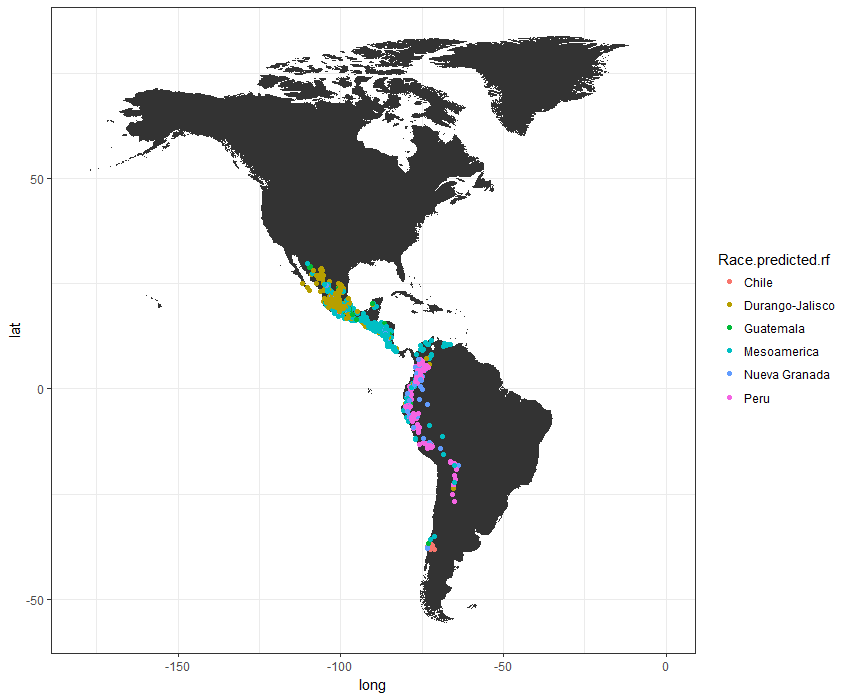 lat
50
0
-50
-150
-100
-50
0
long
Race.predicted.rf
Chile
Durango-Jalisco
Guatemala
Mesoamerica
Nueva Granada
Peru